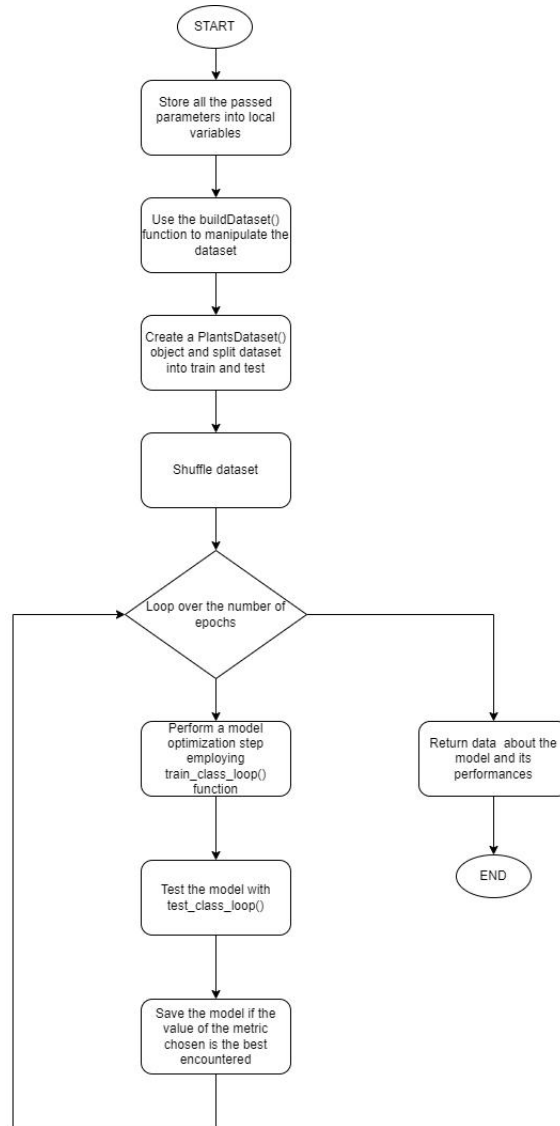 START
Store all the passed
parameters into local
variables
Use the buildDataset()
function to manipulate the
dataset
Create a PlantsDataset()
object and split dataset
into train and test
Shuffle dataset
Loop over the number of
epochs
Perform a model
optimization step
employing
train_class_loop()
function
Return data  about the
model and its
performances
Test the model with
test_class_loop()
END
Save the model if the
value of the metric
chosen is the best
encountered